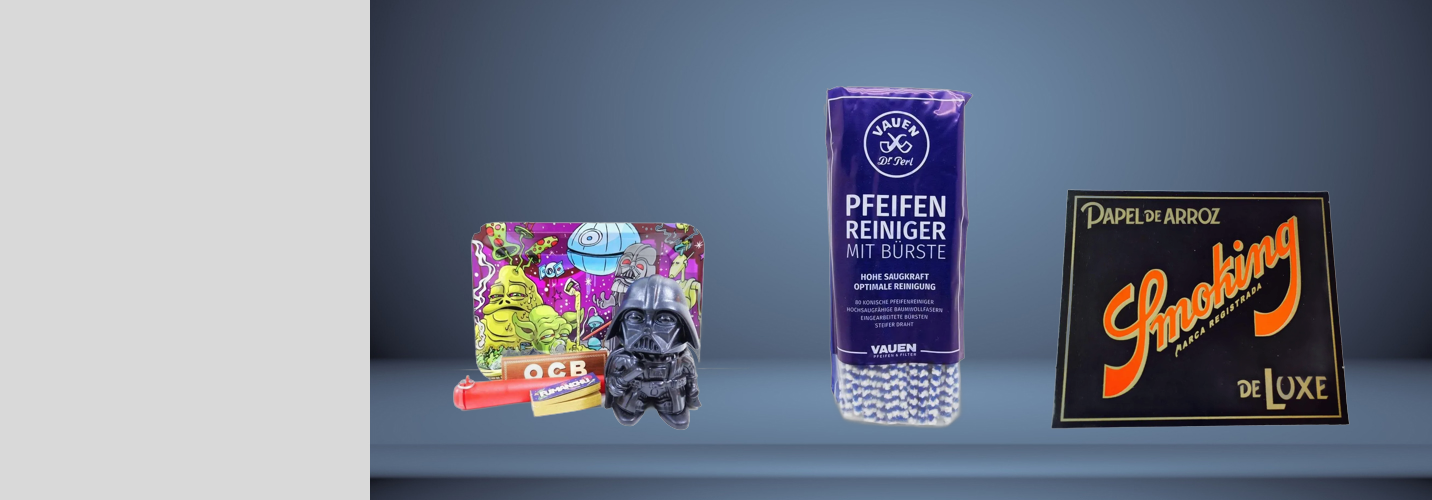 OCB
FUMANCHU
VAUEN
Dr. Perl
PFEIFEN
REINIGER
MIT BÜRSTE
HOHE SAUGKRAFT
OPTIMALE REINIGUNG
80 KONISCHE PFEIFENREINIGER
HOCHSAUGFÄHIGE BAUMWOLLFASERN
EINGEARBEITETE BÜRSTEN
STEIFER DRAHT
VAUEN
PFEIFEN & FILTER
PAPEL DE ARROZ
Smoking
MARCA REGISTRADA
DE LUXE